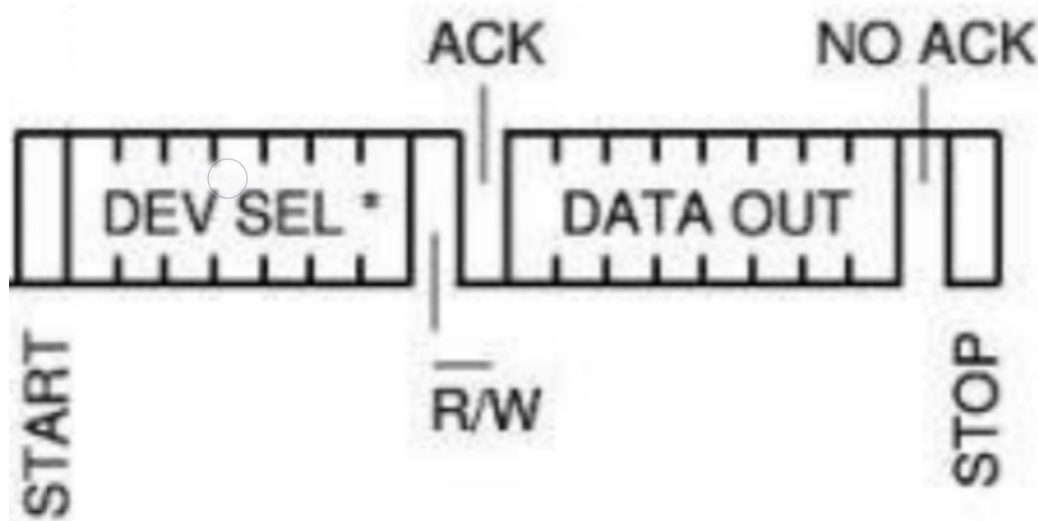 ACK
NO ACK
DEV SEL *
DATA OUT
R/W
START
STOP